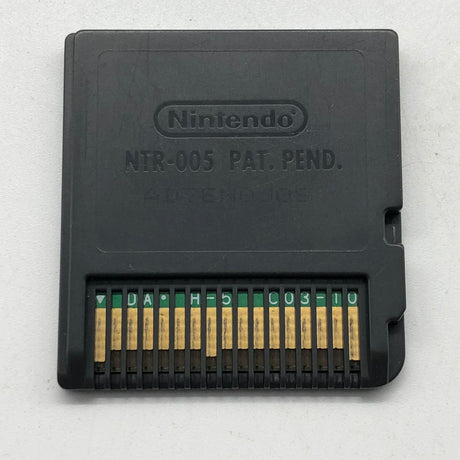 Nintendo
NTR-005 PAT. PEND.
DA• H-5 C03-10